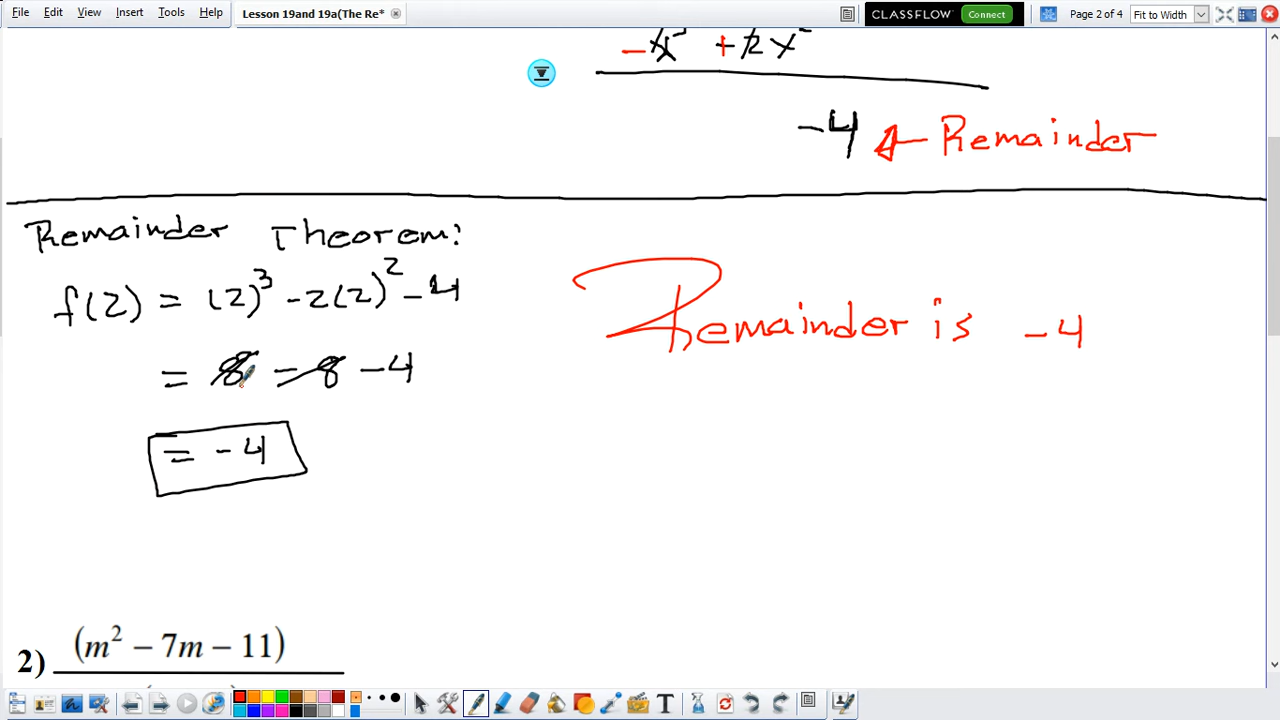 File Edit View Insert Tools Help Lesson 19and 19a(The Re* CLASSFLOW Connect Page 2 of 4 Fit to Width
-x³ +2x²
-4 ← Remainder
Remainder Theorem:
f(2) = (2)³ -2(2)² -4
Remainder is -4
= 8 - 8 -4
= -4
(m² − 7m − 11)
2)
T